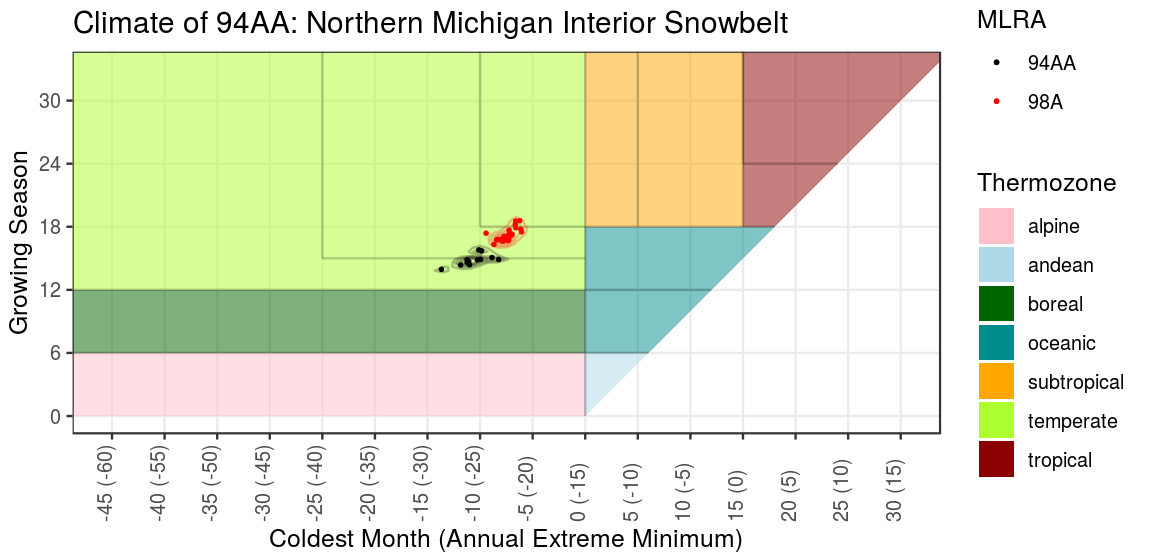 Climate of 94AA: Northern Michigan Interior Snowbelt
Growing Season
30
24
18
12
6
0
-45 (-60)
-40 (-55)
-35 (-50)
-30 (-45)
-25 (-40)
-20 (-35)
-15 (-30)
-10 (-25)
-5 (-20)
0 (-15)
5 (-10)
10 (-5)
15 (0)
20 (5)
25 (10)
30 (15)
Coldest Month (Annual Extreme Minimum)
MLRA
94AA
98A
Thermozone
alpine
andean
boreal
oceanic
subtropical
temperate
tropical